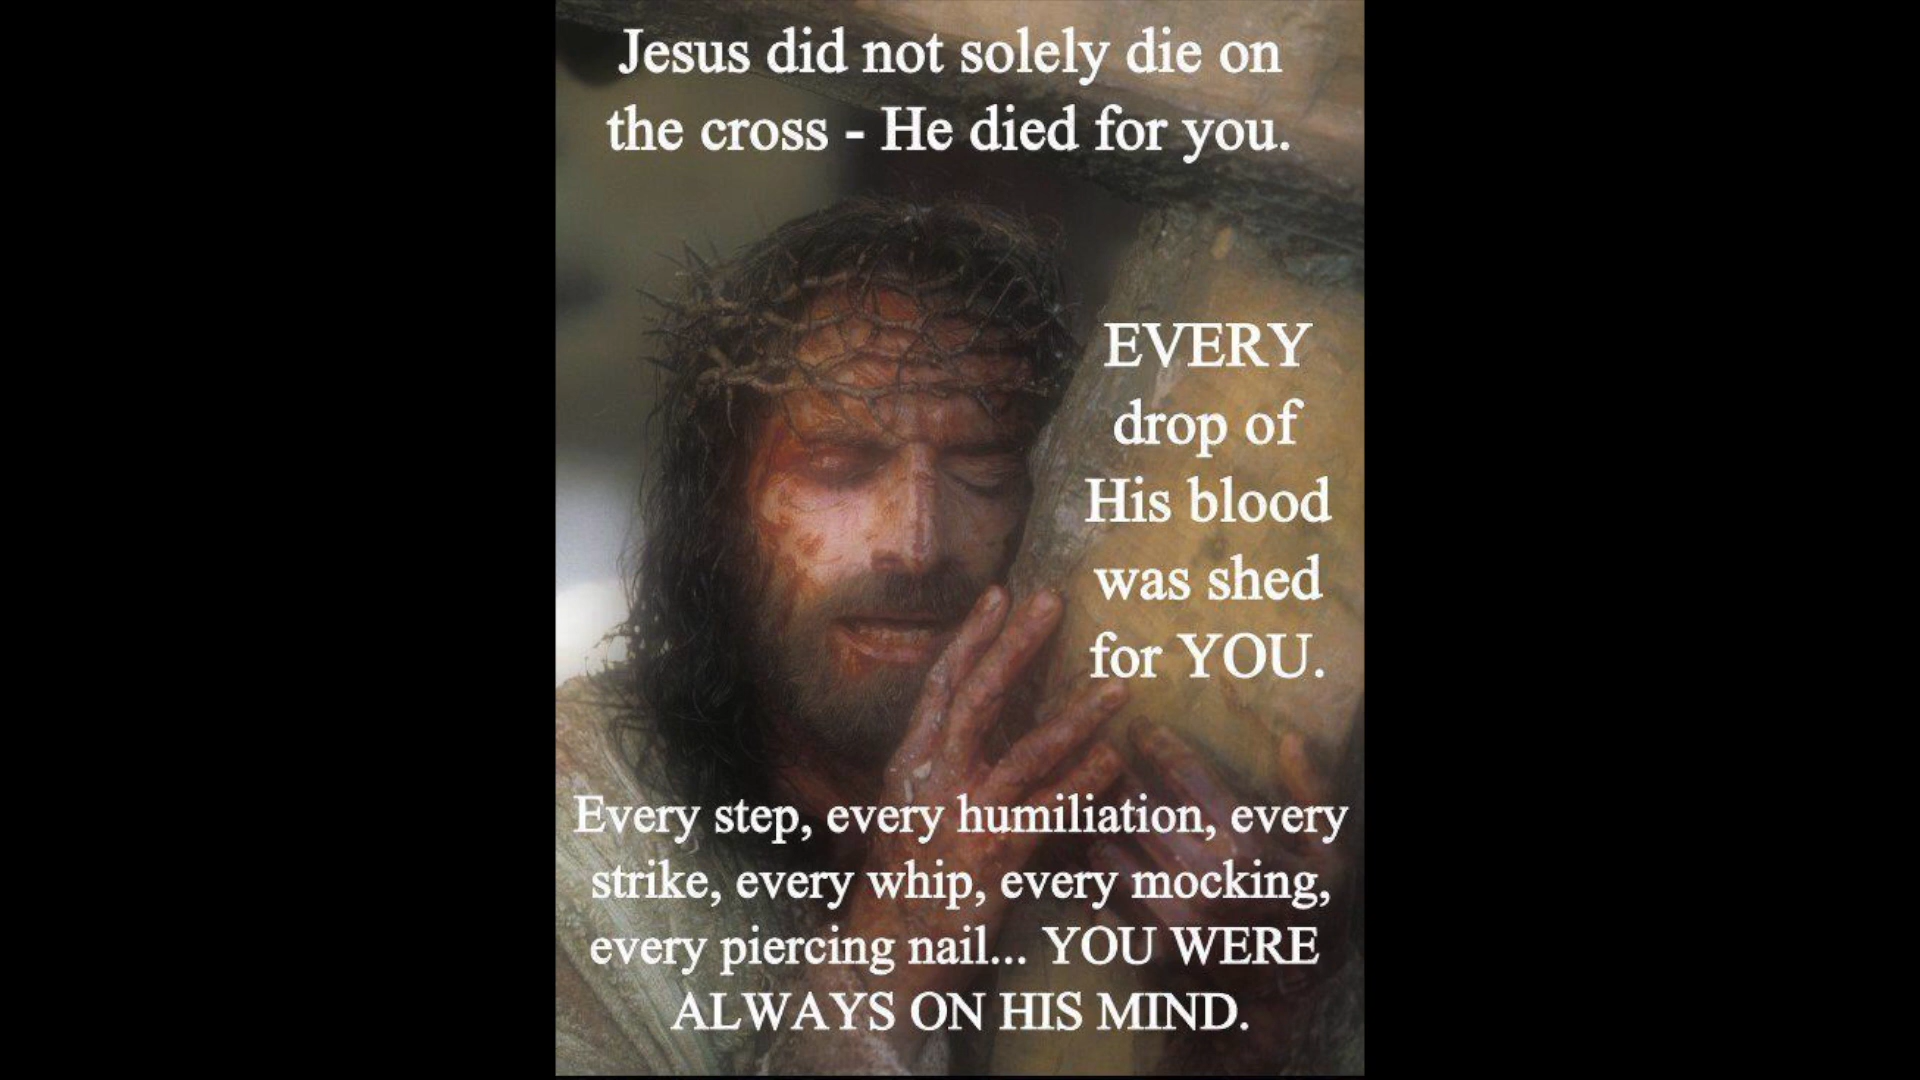 Jesus did not solely die on
the cross - He died for you.
EVERY
drop of
His blood
was shed
for YOU.
Every step, every humiliation, every
strike, every whip, every mocking,
every piercing nail... YOU WERE
ALWAYS ON HIS MIND.